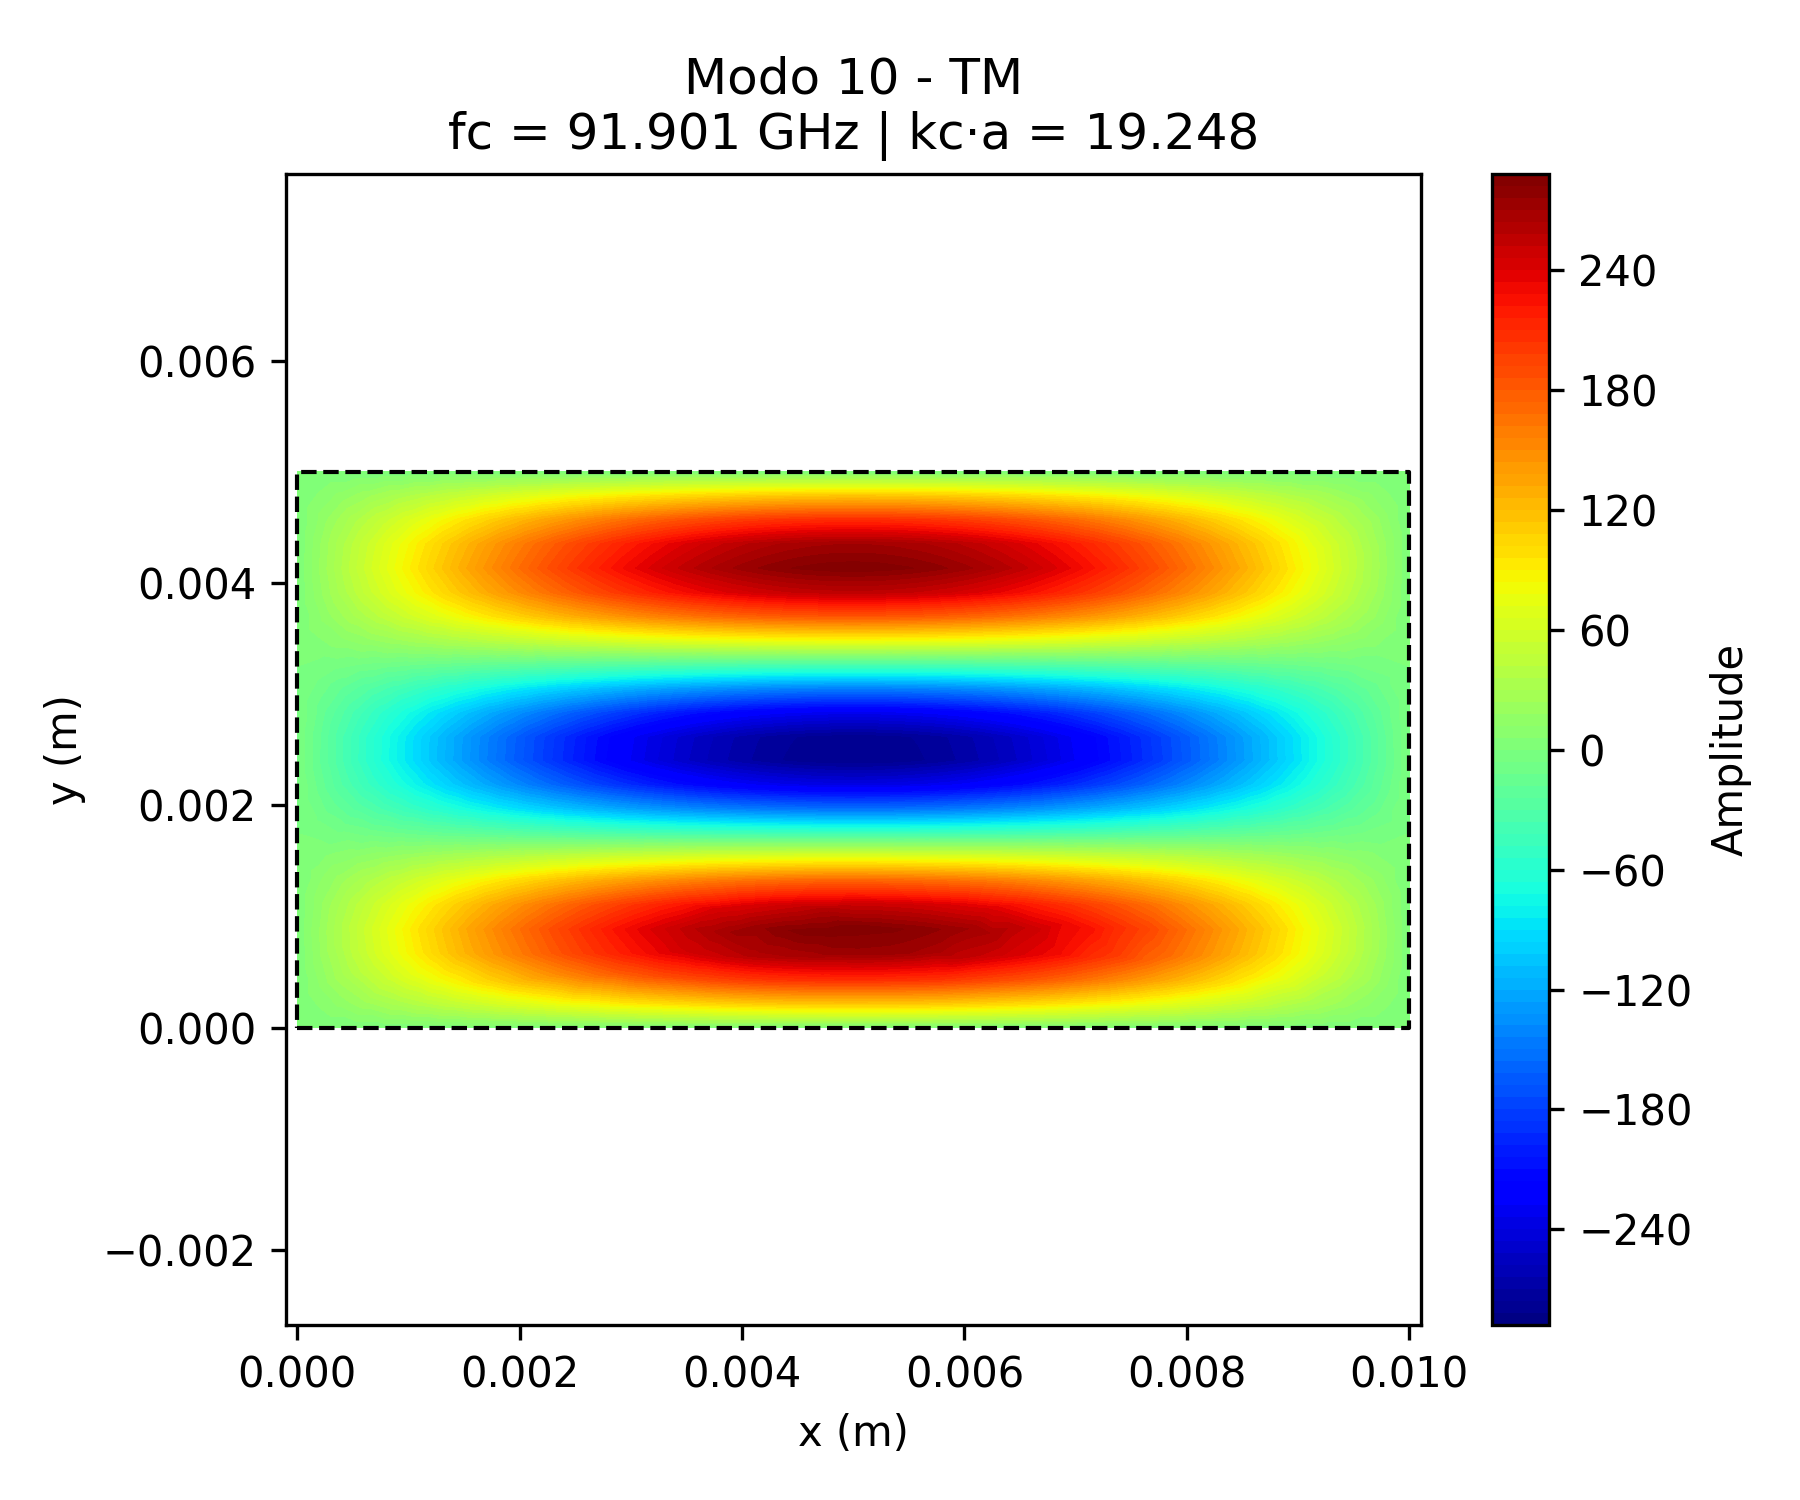 Modo 10 - TM
fc = 91.901 GHz | kc·a = 19.248
0.006
0.004
0.002
0.000
−0.002
y (m)
0.000 0.002 0.004 0.006 0.008 0.010
x (m)
240
180
120
60
0
−60
−120
−180
−240
Amplitude